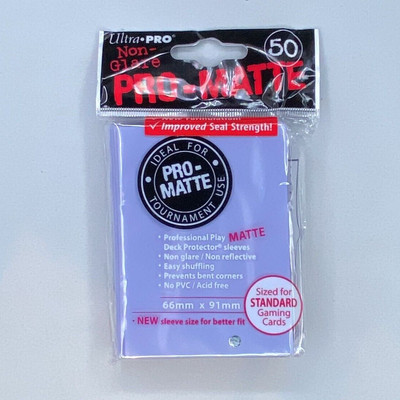 Ultra•PRO®
50
Non-
Glare
PRO-MATTE
✓ Improved Seal Strength!
IDEAL FOR
PRO-
MATTE
TOURNAMENT USE
• Professional Play MATTE
Deck Protector® sleeves
• Non glare / Non reflective
• Easy shuffling
• Prevents bent corners
• No PVC / Acid free
66mm x 91mm
• NEW sleeve size for better fit
Sized for
STANDARD
Gaming
Cards